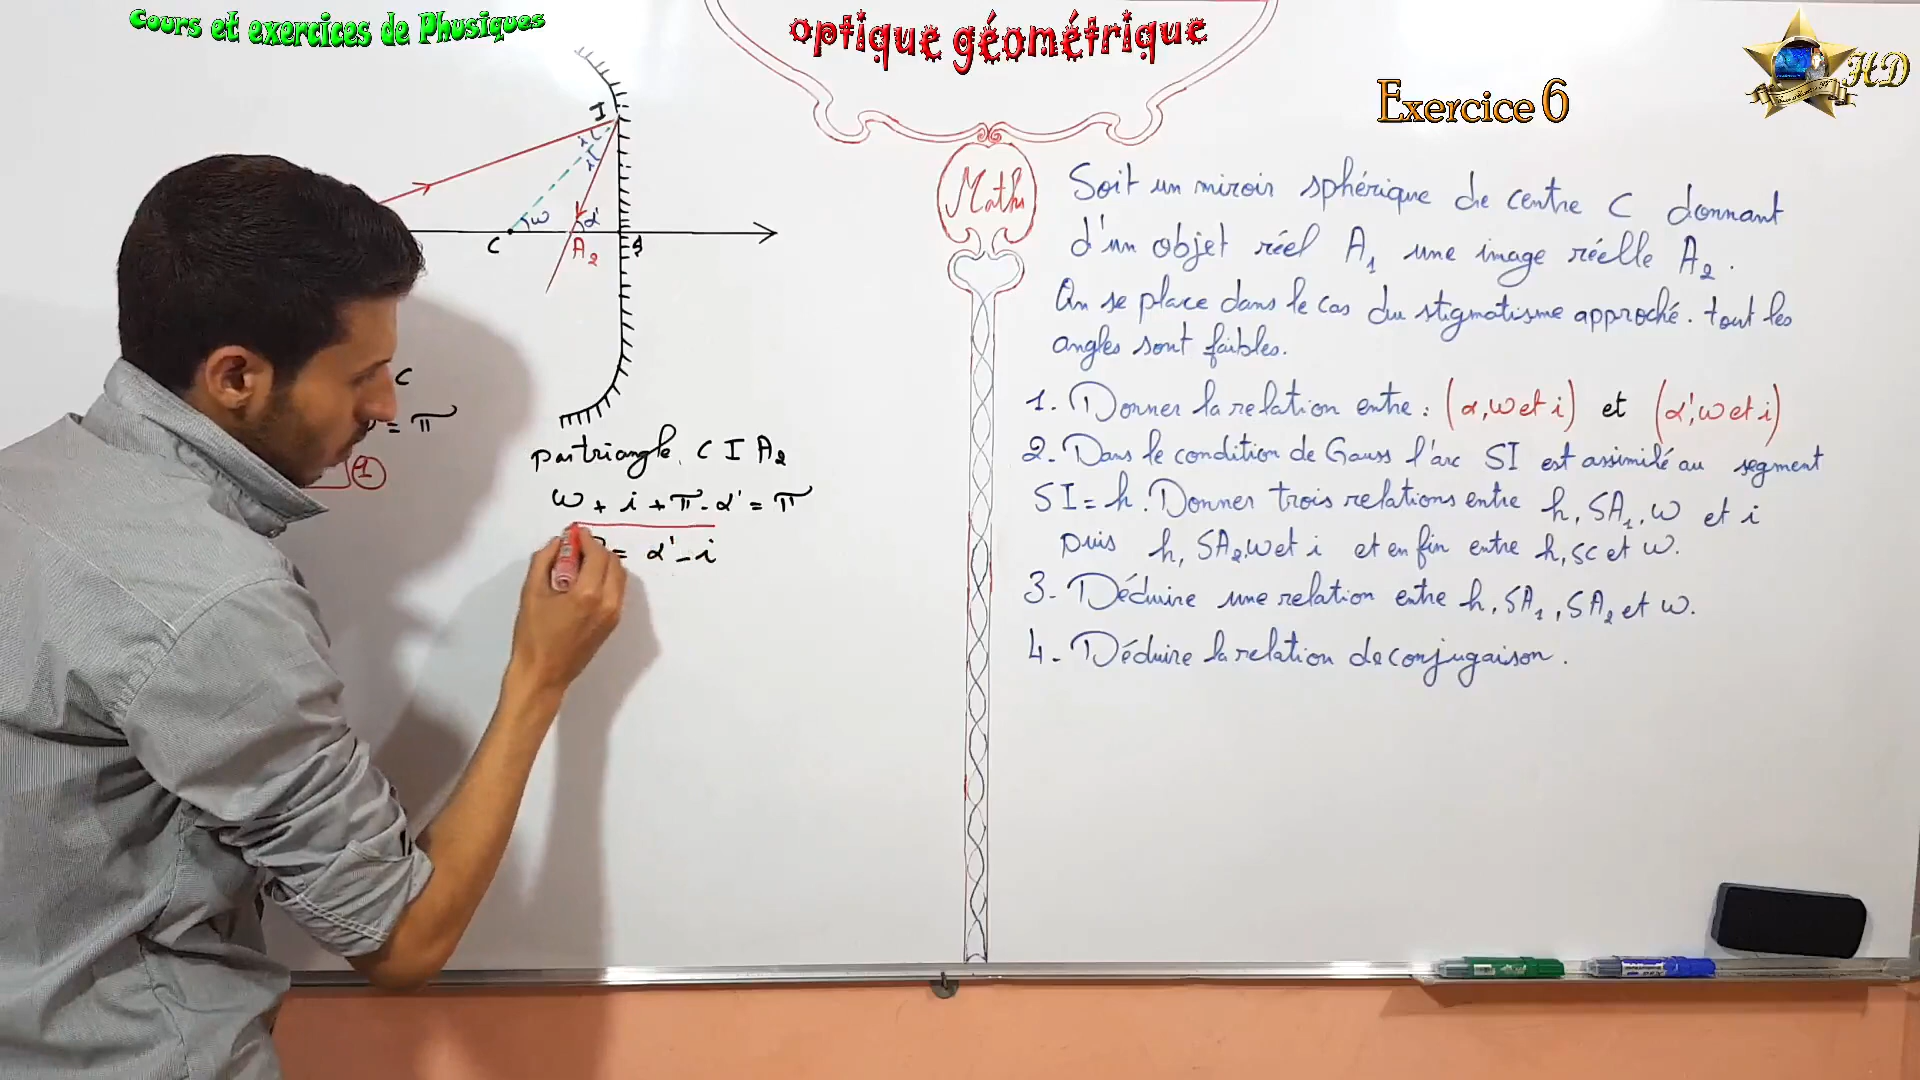 Cours et exercices de Physiques
optique géométrique
HD
Exercice 6
I
i
i
ω
α'
C
A2
S
C
= π
1
par triangle C I A2
ω + i + π - α' = π
= α' - i
Maths
Soit un miroir sphérique de centre C donnant
d'un objet réel A1 une image réelle A2.
On se place dans le cas du stigmatisme approché. tout les
angles sont faibles.
1. Donner la relation entre : (α, ω et i) et (α', ω et i)
2. Dans le condition de Gauss l'arc SI est assimilé au segment
SI = h. Donner trois relations entre h, SA1, ω et i
puis h, SA2, ω et i et en fin entre h, SC et ω.
3. Déduire une relation entre h, SA1, SA2 et ω.
4. Déduire la relation de conjugaison.